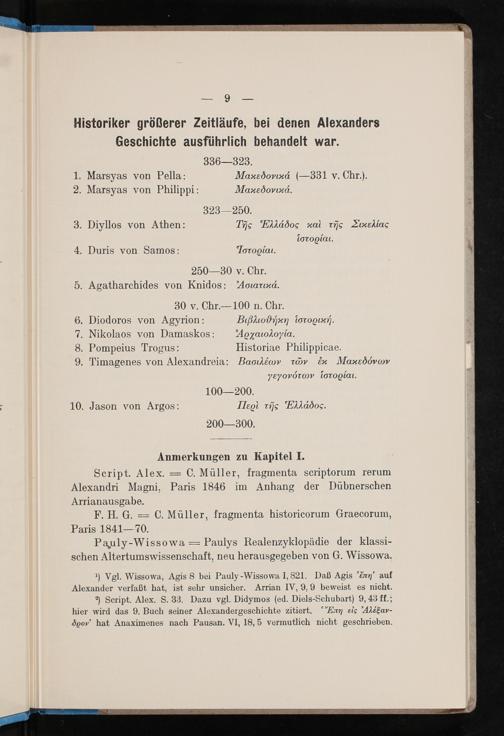 — 9 —
Historiker größerer Zeitläufe, bei denen Alexanders
Geschichte ausführlich behandelt war.
336—323.
1. Marsyas von Pella: Μακεδονικά (—331 v. Chr.).
2. Marsyas von Philippi: Μακεδονικά.
323—250.
3. Diyllos von Athen: Τῆς Ἑλλάδος καὶ τῆς Σικελίας
ἱστορίαι.
4. Duris von Samos: Ἱστορίαι.
250—30 v. Chr.
5. Agatharchides von Knidos: Ἀσιατικά.
30 v. Chr.—100 n. Chr.
6. Diodoros von Agyrion: Βιβλιοθήκη ἱστορική.
7. Nikolaos von Damaskos: Ἀρχαιολογία.
8. Pompeius Trogus: Historiae Philippicae.
9. Timagenes von Alexandreia: Βασιλέων τῶν ἐκ Μακεδόνων
γεγονότων ἱστορίαι.
100—200.
10. Jason von Argos: Περὶ τῆς Ἑλλάδος.
200—300.
Anmerkungen zu Kapitel I.
Script. Alex. = C. Müller, fragmenta scriptorum rerum
Alexandri Magni, Paris 1846 im Anhang der Dübnerschen
Arrianausgabe.
F. H. G. = C. Müller, fragmenta historicorum Graecorum,
Paris 1841—70.
Pauly-Wissowa = Paulys Realenzyklopädie der klassi-
schen Altertumswissenschaft, neu herausgegeben von G. Wissowa.
¹) Vgl. Wissowa, Agis 8 bei Pauly-Wissowa I, 821. Daß Agis 'ἔπη' auf
Alexander verfaßt hat, ist sehr unsicher. Arrian IV, 9, 9 beweist es nicht.
²) Script. Alex. S. 33. Dazu vgl. Didymos (ed. Diels-Schubart) 9, 43 ff.;
hier wird das 9. Buch seiner Alexandergeschichte zitiert. 'Ἔπη εἰς Ἀλέξαν-
δρον' hat Anaximenes nach Pausan. VI, 18, 5 vermutlich nicht geschrieben.